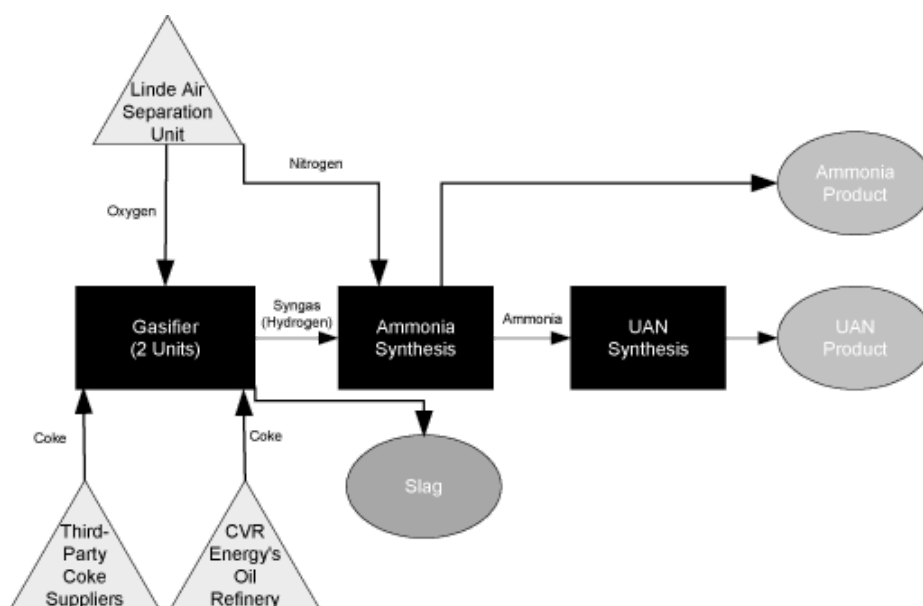 Linde Air
Separation
Unit
Nitrogen
Oxygen
Ammonia
Product
Gasifier
(2 Units)
Syngas
(Hydrogen)
Ammonia
Synthesis
Ammonia
UAN
Synthesis
UAN
Product
Coke
Coke
Slag
Third-
Party
Coke
Suppliers
CVR
Energy's
Oil
Refinery